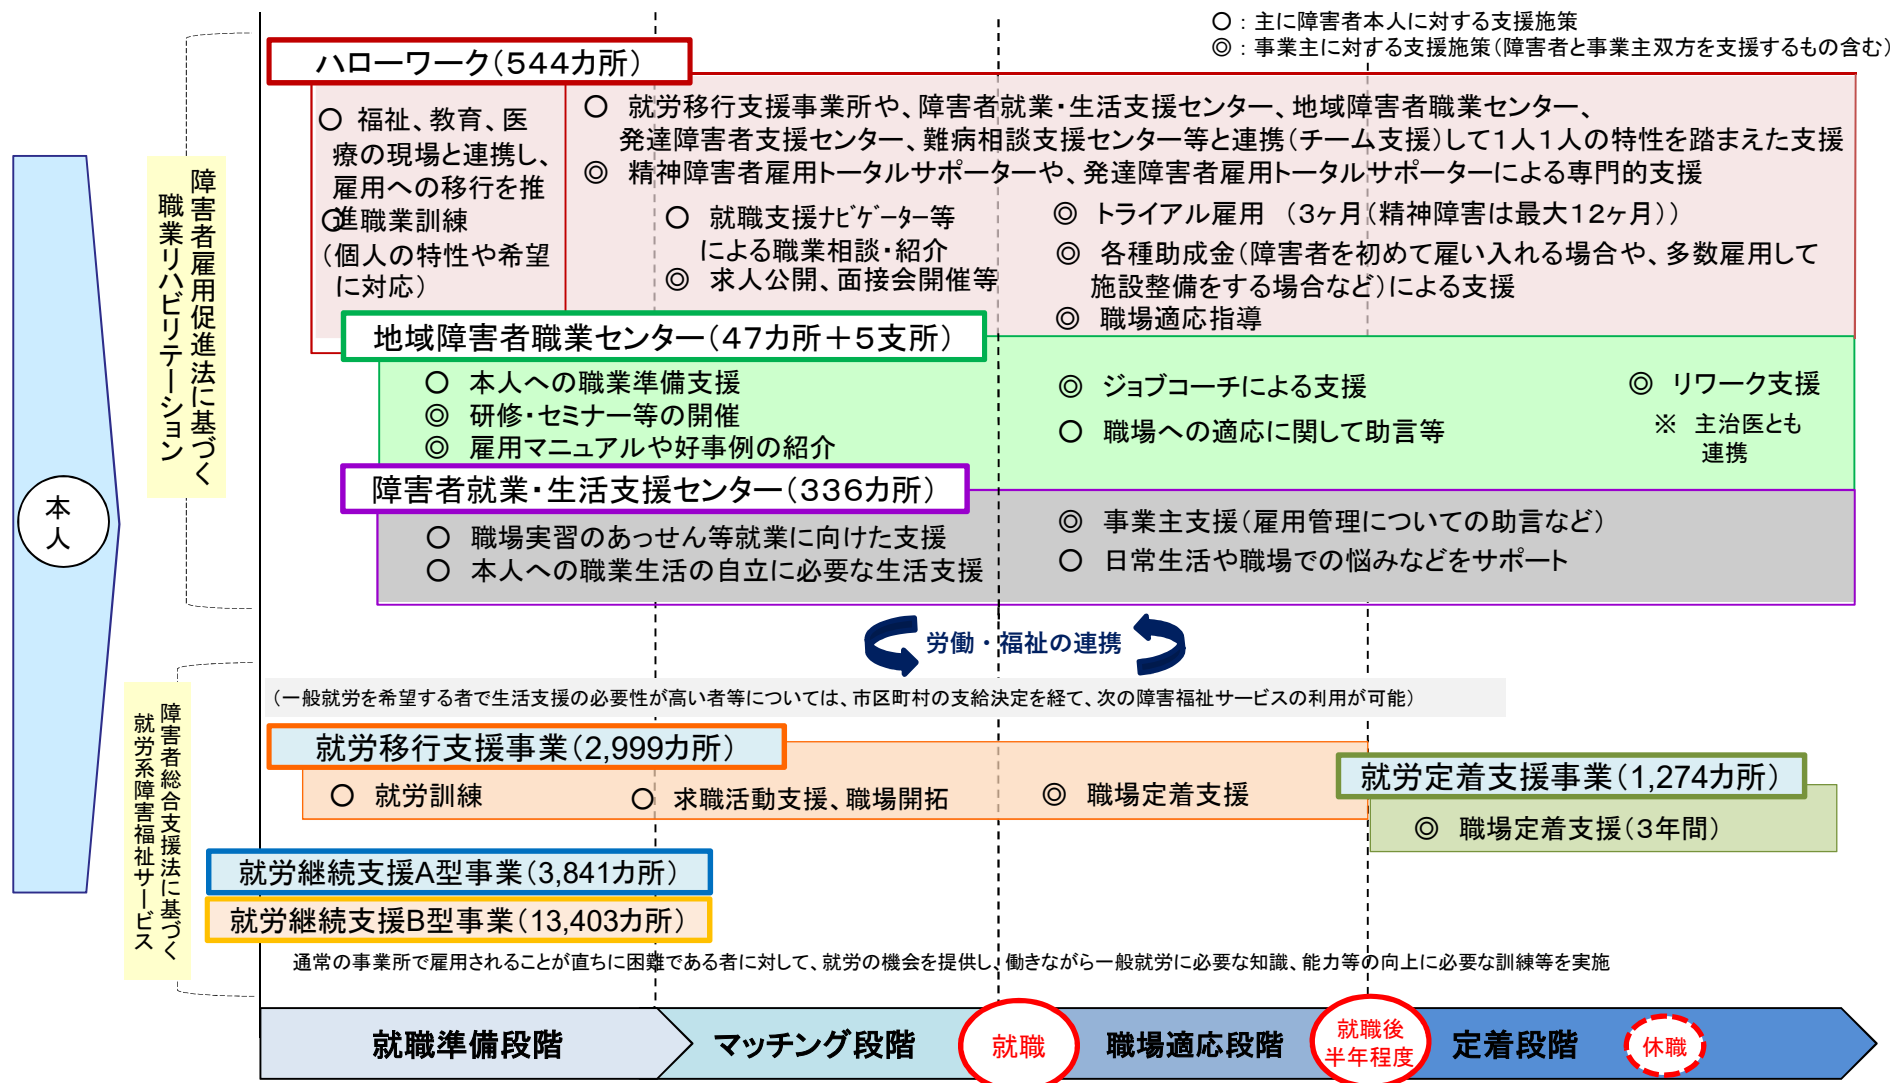 ○：主に障害者本人に対する支援施策
◎：事業主に対する支援施策（障害者と事業主双方を支援するもの含む）
本人
障害者雇用促進法に基づく
職業リハビリテーション
ハローワーク（544カ所）
○ 福祉、教育、医
療の現場と連携し、
雇用への移行を推
進
○ 職業訓練
（個人の特性や希望
に対応）
○ 就労移行支援事業所や、障害者就業・生活支援センター、地域障害者職業センター、
発達障害者支援センター、難病相談支援センター等と連携（チーム支援）して１人１人の特性を踏まえた支援
◎ 精神障害者雇用トータルサポーターや、発達障害者雇用トータルサポーターによる専門的支援
○ 就職支援ﾅﾋﾞｹﾞｰﾀｰ等
による職業相談・紹介
◎ 求人公開、面接会開催等
◎ トライアル雇用 （３ヶ月（精神障害は最大１２ヶ月））
◎ 各種助成金（障害者を初めて雇い入れる場合や、多数雇用して
施設整備をする場合など）による支援
◎ 職場適応指導
地域障害者職業センター（47カ所＋５支所）
○ 本人への職業準備支援
◎ 研修・セミナー等の開催
◎ 雇用マニュアルや好事例の紹介
◎ ジョブコーチによる支援
○ 職場への適応に関して助言等
◎ リワーク支援
※ 主治医とも
連携
障害者就業・生活支援センター（336カ所）
○ 職場実習のあっせん等就業に向けた支援
○ 本人への職業生活の自立に必要な生活支援
◎ 事業主支援（雇用管理についての助言など）
○ 日常生活や職場での悩みなどをサポート
労働・福祉の連携
障害者総合支援法に基づく
就労系障害福祉サービス
（一般就労を希望する者で生活支援の必要性が高い者等については、市区町村の支給決定を経て、次の障害福祉サービスの利用が可能）
就労移行支援事業（2,999カ所）
○ 就労訓練
○ 求職活動支援、職場開拓
◎ 職場定着支援
就労定着支援事業（1,274カ所）
◎ 職場定着支援（３年間）
就労継続支援A型事業（3,841カ所）
就労継続支援B型事業（13,403カ所）
通常の事業所で雇用されることが直ちに困難である者に対して、就労の機会を提供し、働きながら一般就労に必要な知識、能力等の向上に必要な訓練等を実施
就職準備段階
マッチング段階
就職
職場適応段階
就職後
半年程度
定着段階
休職